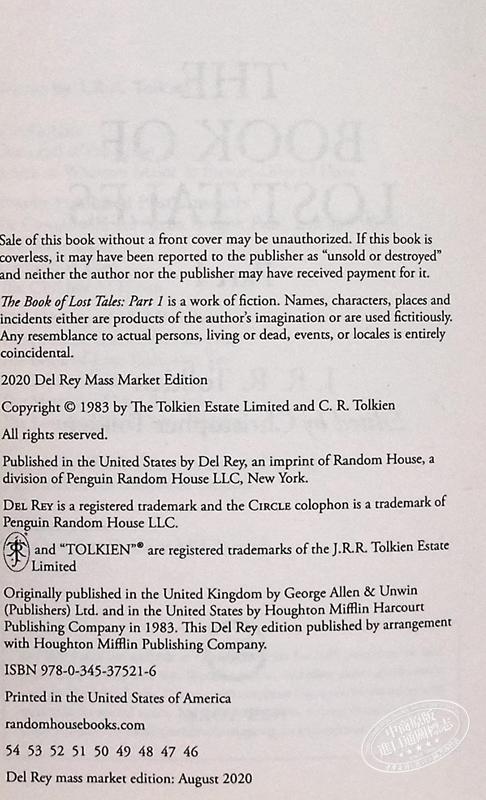 THE
BOOK OF
LOST TALES
Sale of this book without a front cover may be unauthorized. If this book is
coverless, it may have been reported to the publisher as “unsold or destroyed”
and neither the author nor the publisher may have received payment for it.
The Book of Lost Tales: Part 1 is a work of fiction. Names, characters, places and
incidents either are products of the author’s imagination or are used fictitiously.
Any resemblance to actual persons, living or dead, events, or locales is entirely
coincidental.
2020 Del Rey Mass Market Edition
Copyright © 1983 by The Tolkien Estate Limited and C. R. Tolkien
All rights reserved.
Published in the United States by Del Rey, an imprint of Random House, a
division of Penguin Random House LLC, New York.
DEL REY is a registered trademark and the CIRCLE colophon is a trademark of
Penguin Random House LLC.
and “TOLKIEN”® are registered trademarks of the J.R.R. Tolkien Estate
Limited
Originally published in the United Kingdom by George Allen & Unwin
(Publishers) Ltd. and in the United States by Houghton Mifflin Harcourt
Publishing Company in 1983. This Del Rey edition published by arrangement
with Houghton Mifflin Publishing Company.
ISBN 978-0-345-37521-6
Printed in the United States of America
randomhousebooks.com
54 53 52 51 50 49 48 47 46
Del Rey mass market edition: August 2020